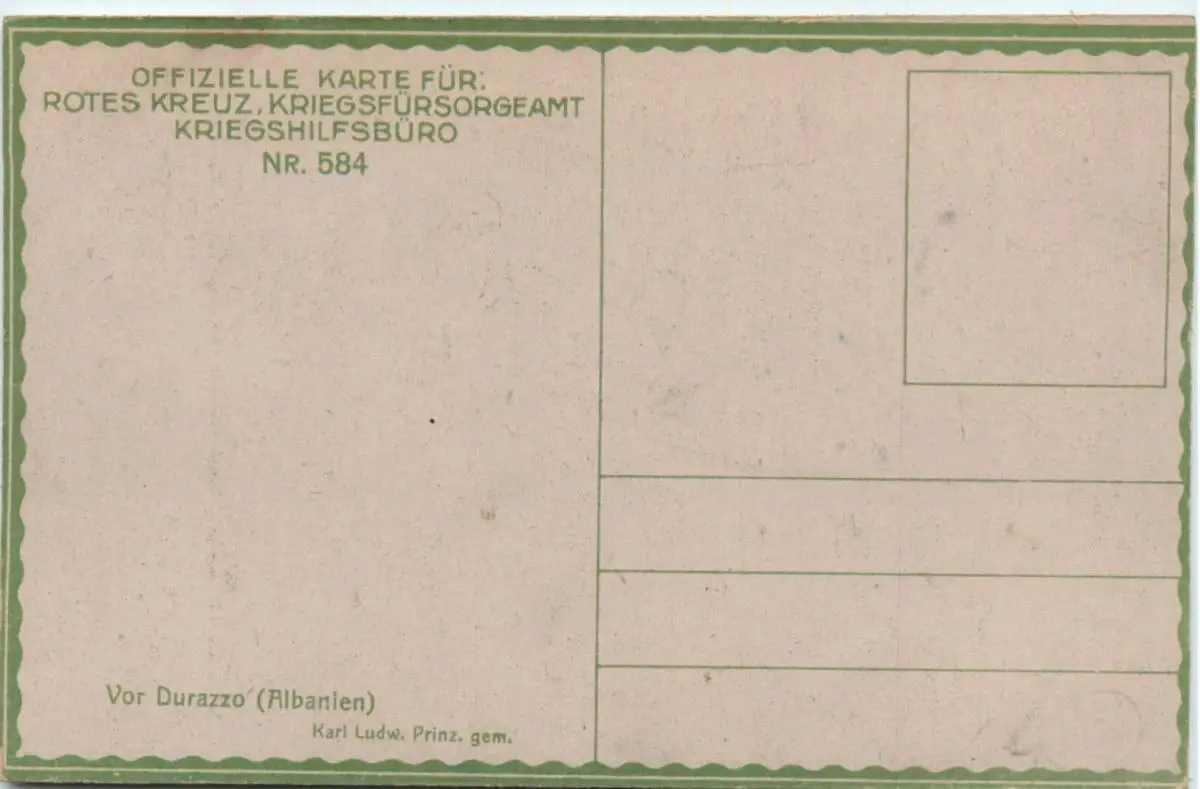 OFFIZIELLE KARTE FÜR:
ROTES KREUZ, KRIEGSFÜRSORGEAMT
KRIEGSHILFSBÜRO
NR. 584
Vor Durazzo (Albanien)
Karl Ludw. Prinz. gem.